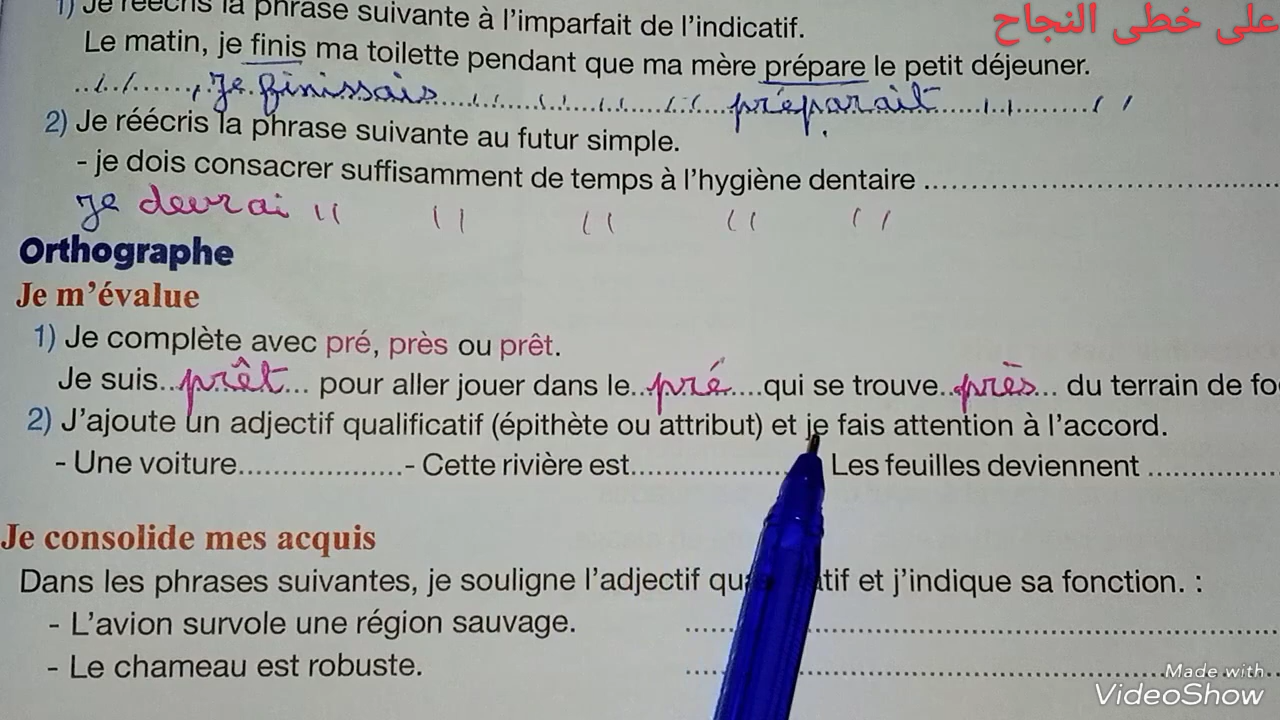 على خطى النجاح
1) Je réécris la phrase suivante à l'imparfait de l'indicatif.
Le matin, je finis ma toilette pendant que ma mère prépare le petit déjeuner.
..........., je finissais.................................préparait..................
2) Je réécris la phrase suivante au futur simple.
- je dois consacrer suffisamment de temps à l'hygiène dentaire ..........................................
je devrai " " " " "
Orthographe
Je m'évalue
1) Je complète avec pré, près ou prêt.
Je suis..prêt... pour aller jouer dans le...pré....qui se trouve..près... du terrain de fo
2) J'ajoute un adjectif qualificatif (épithète ou attribut) et je fais attention à l'accord.
- Une voiture....................- Cette rivière est.................... Les feuilles deviennent ................
Je consolide mes acquis
Dans les phrases suivantes, je souligne l'adjectif et j'indique sa fonction. :
- L'avion survole une région sauvage. ................................................
- Le chameau est robuste. ................................................
Made with
VideoShow